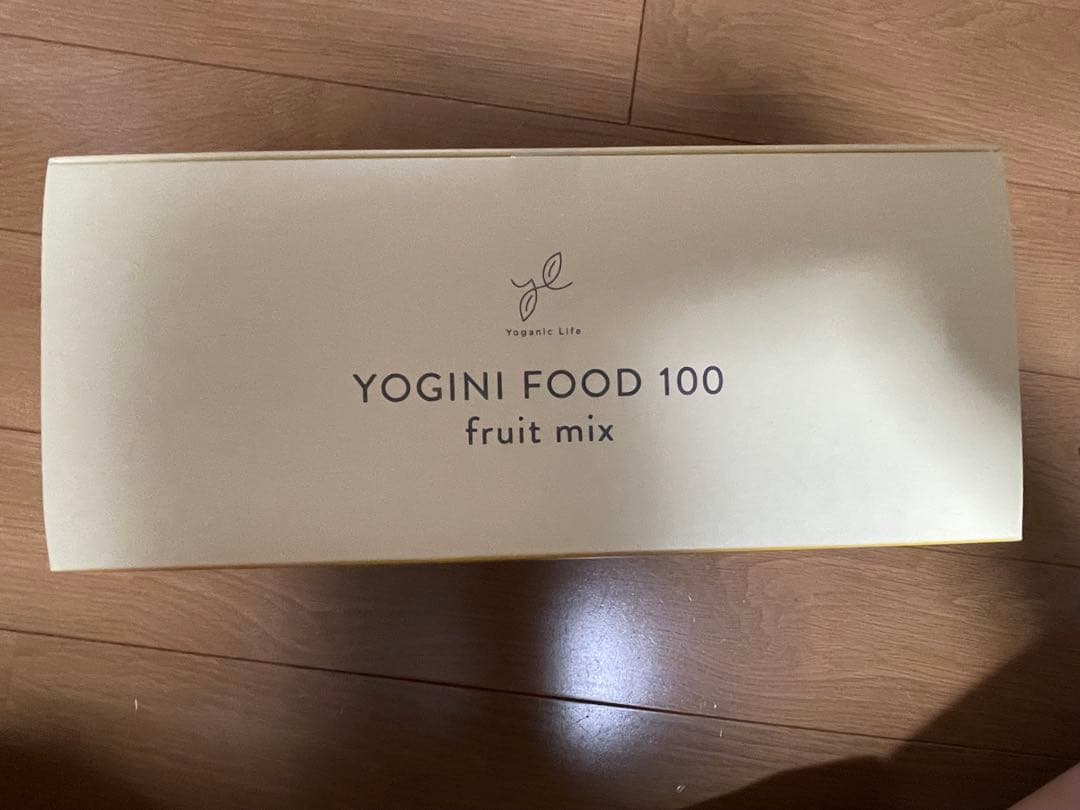 yl
Yoganic Life
YOGINI FOOD 100
fruit mix